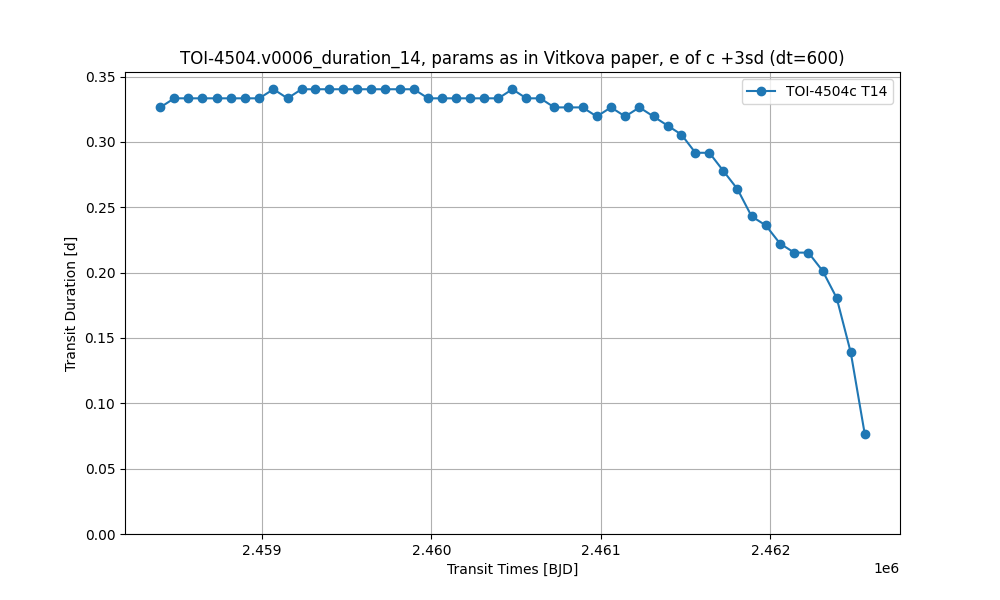 TOI-4504.v0006_duration_14, params as in Vitkova paper, e of c +3sd (dt=600)
TOI-4504c T14
0.35
0.30
0.25
0.20
0.15
0.10
0.05
0.00
Transit Duration [d]
2.459 2.460 2.461 2.462
1e6
Transit Times [BJD]